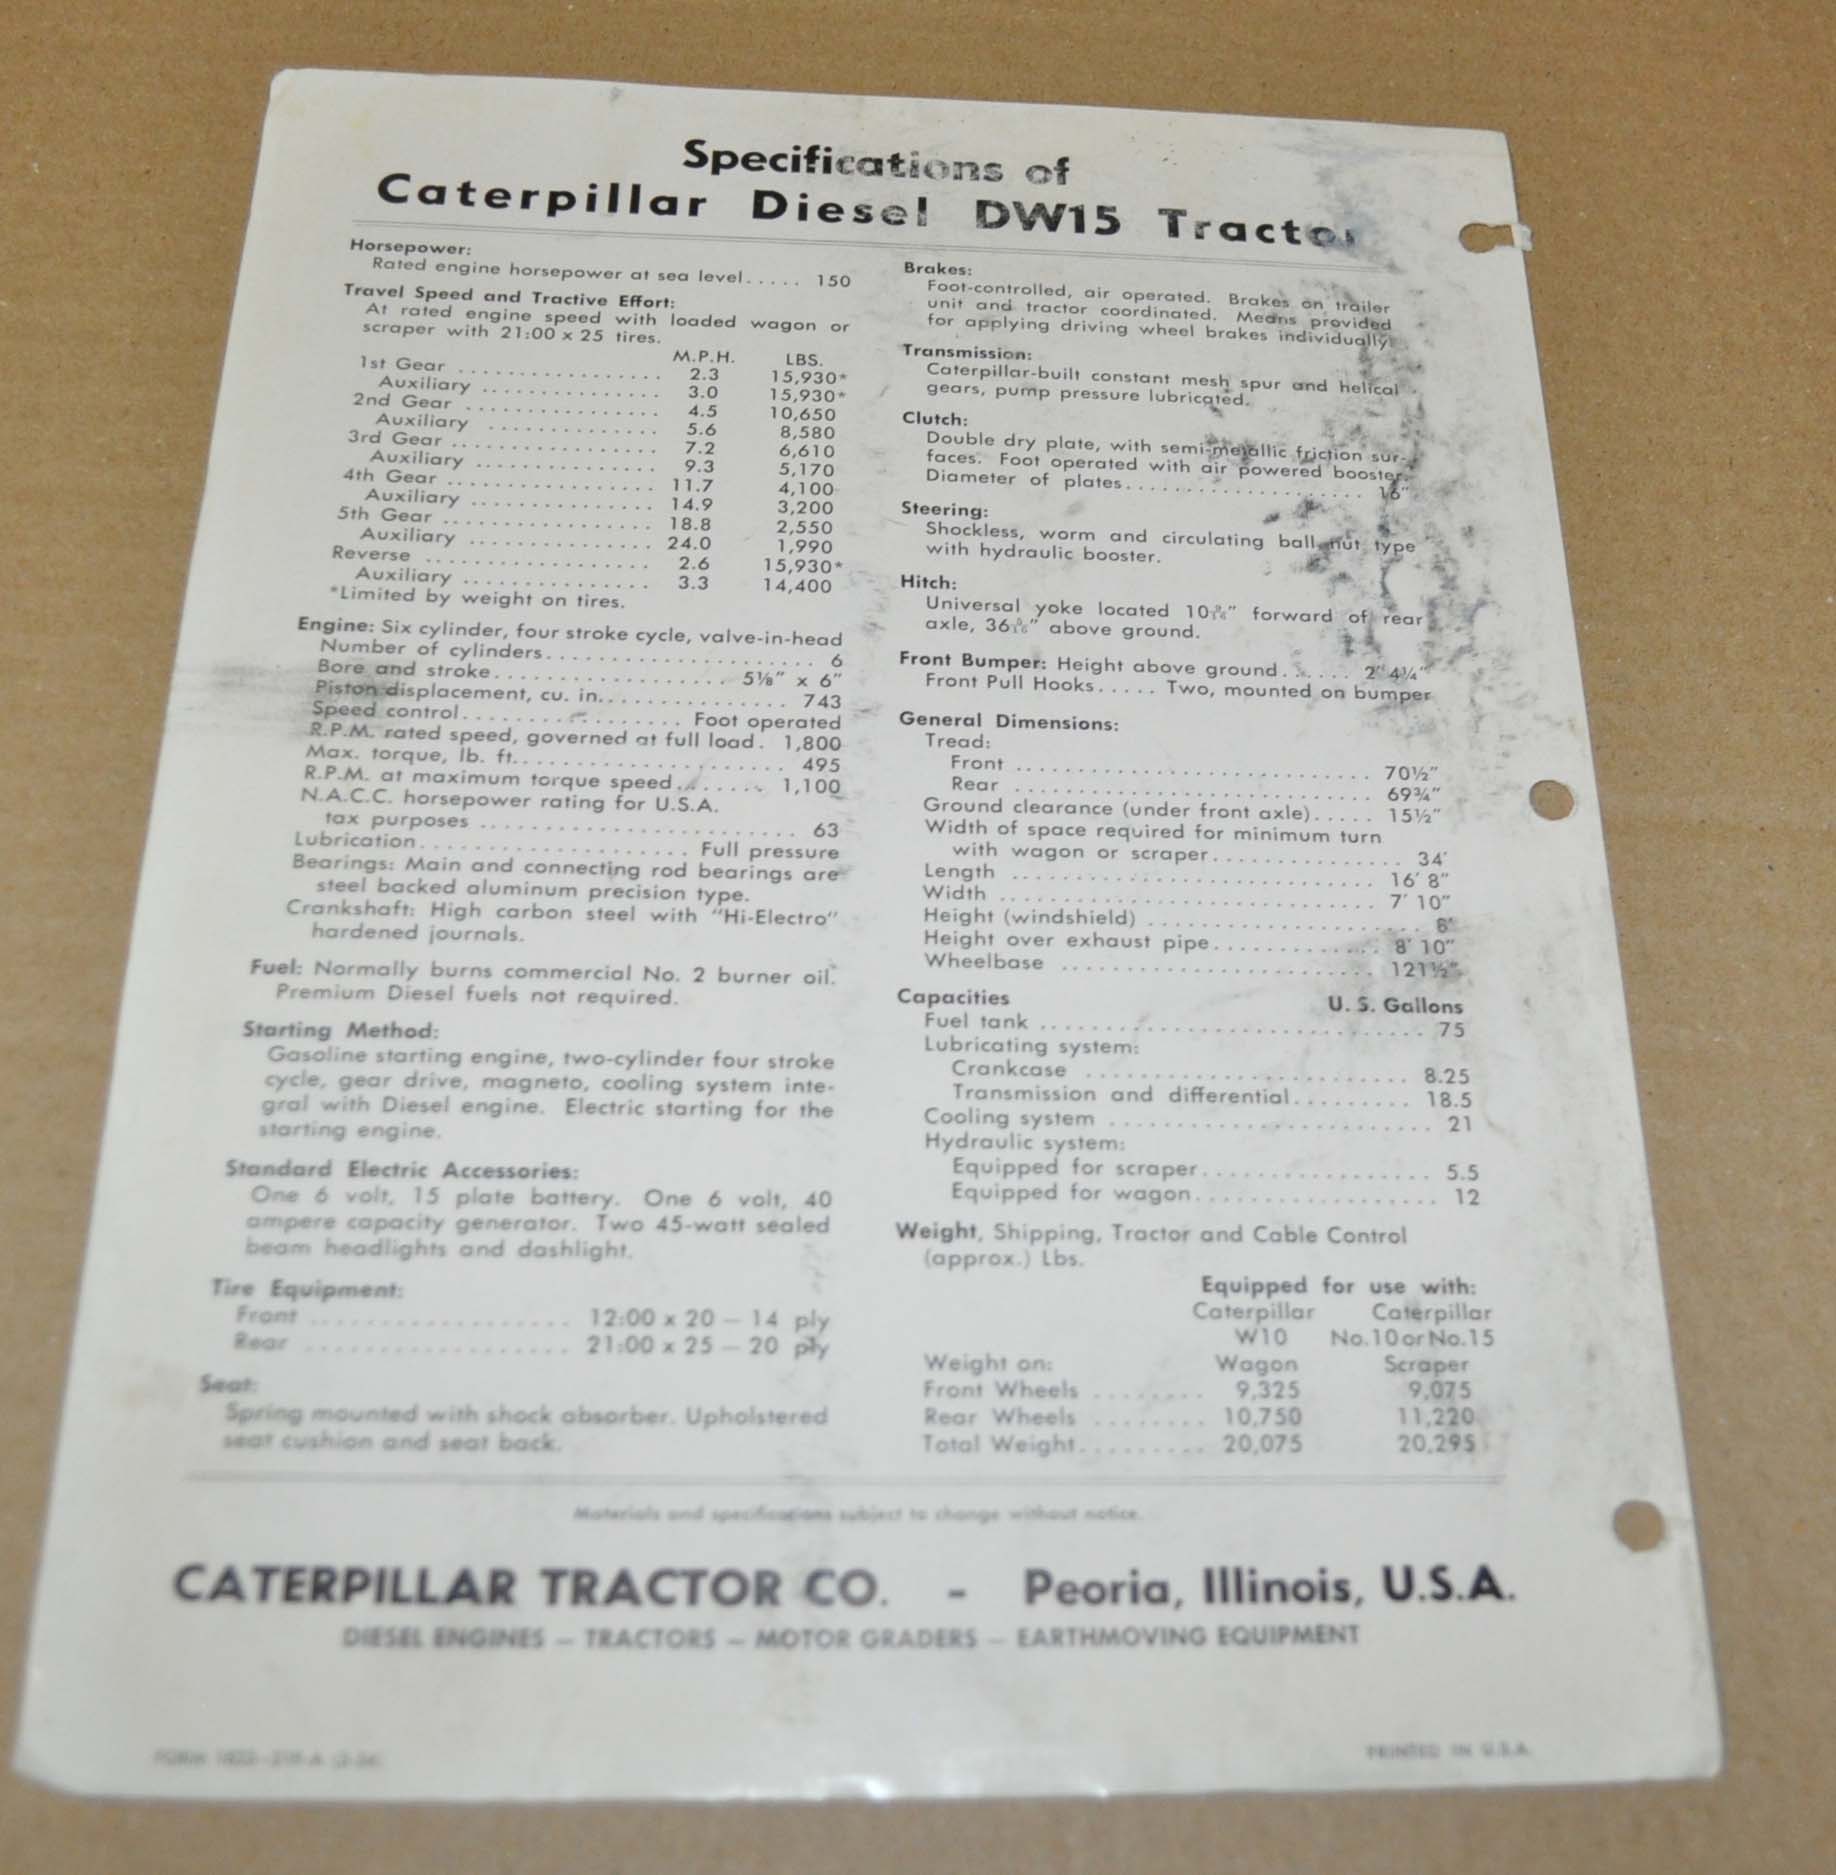 Specifications of
Caterpillar Diesel DW15 Tractor
Horsepower:
Rated engine horsepower at sea level..... 150
Travel Speed and Tractive Effort:
At rated engine speed with loaded wagon or
scraper with 21:00 x 25 tires.
M.P.H. LBS.
1st Gear ................. 2.3 15,930*
Auxiliary ............... 3.0 15,930*
2nd Gear ................ 4.5 10,650
Auxiliary .............. 5.6 8,580
3rd Gear ................. 7.2 6,610
Auxiliary ............... 9.3 5,170
4th Gear ................. 11.7 4,100
Auxiliary ............... 14.9 3,200
5th Gear ................. 18.8 2,550
Auxiliary ............... 24.0 1,990
Reverse .................. 2.6 15,930*
Auxiliary ............... 3.3 14,400
*Limited by weight on tires.
Engine: Six cylinder, four stroke cycle, valve-in-head
Number of cylinders...................... 6
Bore and stroke................... 5⅛" x 6"
Piston displacement, cu. in............... 743
Speed control................. Foot operated
R.P.M. rated speed, governed at full load. 1,800
Max. torque, lb. ft...................... 495
R.P.M. at maximum torque speed........ 1,100
N.A.C.C. horsepower rating for U.S.A.
tax purposes ........................ 63
Lubrication..................... Full pressure
Bearings: Main and connecting rod bearings are
steel backed aluminum precision type.
Crankshaft: High carbon steel with "Hi-Electro"
hardened journals.
Fuel: Normally burns commercial No. 2 burner oil.
Premium Diesel fuels not required.
Starting Method:
Gasoline starting engine, two-cylinder four stroke
cycle, gear drive, magneto, cooling system inte-
gral with Diesel engine. Electric starting for the
starting engine.
Standard Electric Accessories:
One 6 volt, 15 plate battery. One 6 volt, 40
ampere capacity generator. Two 45-watt sealed
beam headlights and dashlight.
Tire Equipment:
Front ................... 12:00 x 20 – 14 ply
Rear ................... 21:00 x 25 – 20 ply
Seat:
Spring mounted with shock absorber. Upholstered
seat cushion and seat back.
Brakes:
Foot-controlled, air operated. Brakes on trailer
unit and tractor coordinated. Means provided
for applying driving wheel brakes individually.
Transmission:
Caterpillar-built constant mesh spur and helical
gears, pump pressure lubricated.
Clutch:
Double dry plate, with semi-metallic friction sur-
faces. Foot operated with air powered booster.
Diameter of plates.................... 16"
Steering:
Shockless, worm and circulating ball nut type
with hydraulic booster.
Hitch:
Universal yoke located forward of rear
axle, above ground.
Front Bumper: Height above ground....... 2' 4¼"
Front Pull Hooks..... Two, mounted on bumper
General Dimensions:
Tread:
Front .............................. 70½"
Rear .............................. 69¾"
Ground clearance (under front axle)..... 15½"
Width of space required for minimum turn
with wagon or scraper................ 34'
Length .............................. 16' 8"
Width ............................... 7' 10"
Height (windshield) ...................... 8'
Height over exhaust pipe.............. 8' 10"
Wheelbase .......................... 121½"
Capacities U. S. Gallons
Fuel tank ................................ 75
Lubricating system:
Crankcase ........................... 8.25
Transmission and differential.......... 18.5
Cooling system ........................... 21
Hydraulic system:
Equipped for scraper................... 5.5
Equipped for wagon.................... 12
Weight, Shipping, Tractor and Cable Control
(approx.) Lbs.
Equipped for use with:
Caterpillar Caterpillar
W10 No.10 or No.15
Weight on: Wagon Scraper
Front Wheels ........ 9,325 9,075
Rear Wheels ........ 10,750 11,220
Total Weight.......... 20,075 20,295
Materials and specifications subject to change without notice.
CATERPILLAR TRACTOR CO. - Peoria, Illinois, U.S.A.
DIESEL ENGINES – TRACTORS – MOTOR GRADERS – EARTHMOVING EQUIPMENT
FORM
PRINTED IN U.S.A.